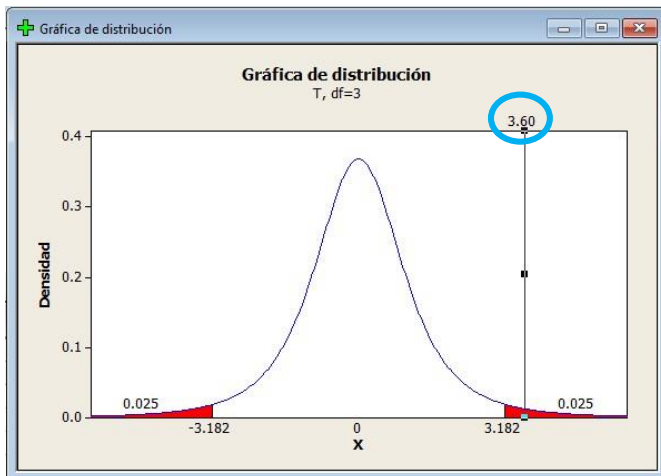 Gráfica de distribución
Gráfica de distribución
T, df=3
3.60
0.4
0.3
0.2
0.1
0.0
Densidad
0.025
0.025
-3.182
0
3.182
X